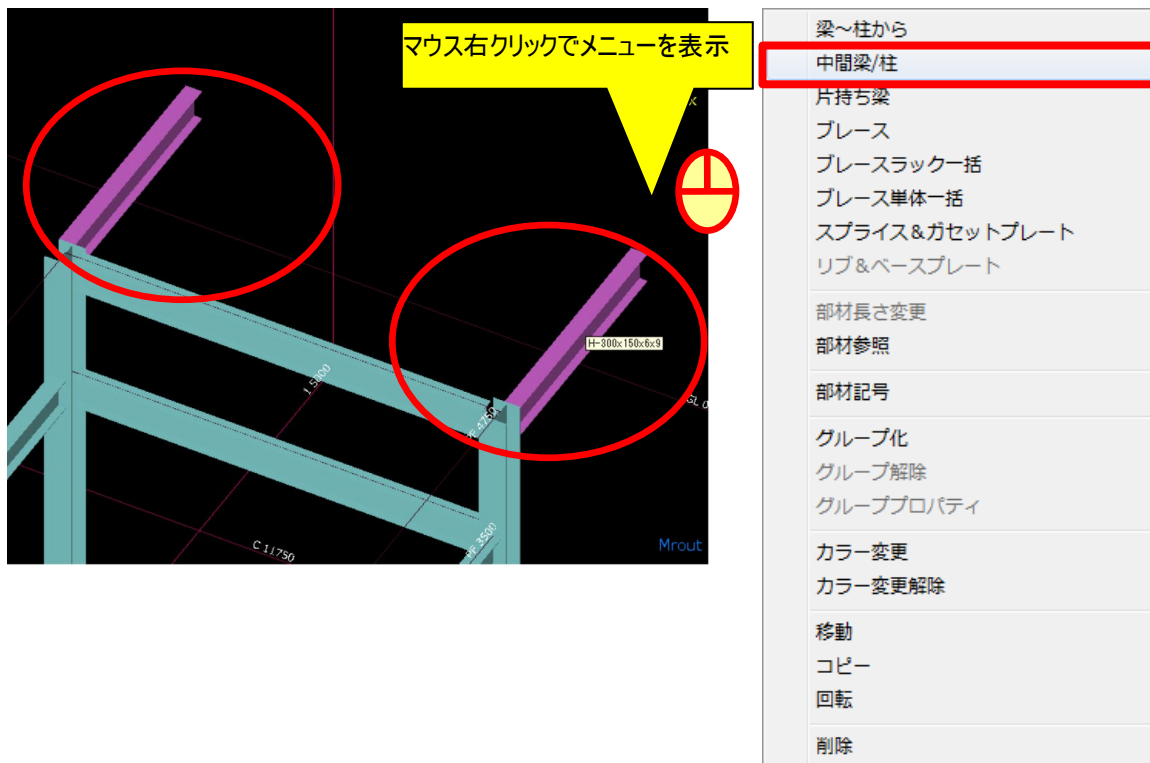 マウス右クリックでメニューを表示
x
H-300x150x6x9
1 5000
GL 0
PF 4750
PF 3500
C 11750
Mrout
梁～柱から
中間梁/柱
片持ち梁
ブレース
ブレースラック一括
ブレース単体一括
スプライス&ガセットプレート
リブ&ベースプレート
部材長さ変更
部材参照
部材記号
グループ化
グループ解除
グループプロパティ
カラー変更
カラー変更解除
移動
コピー
回転
削除